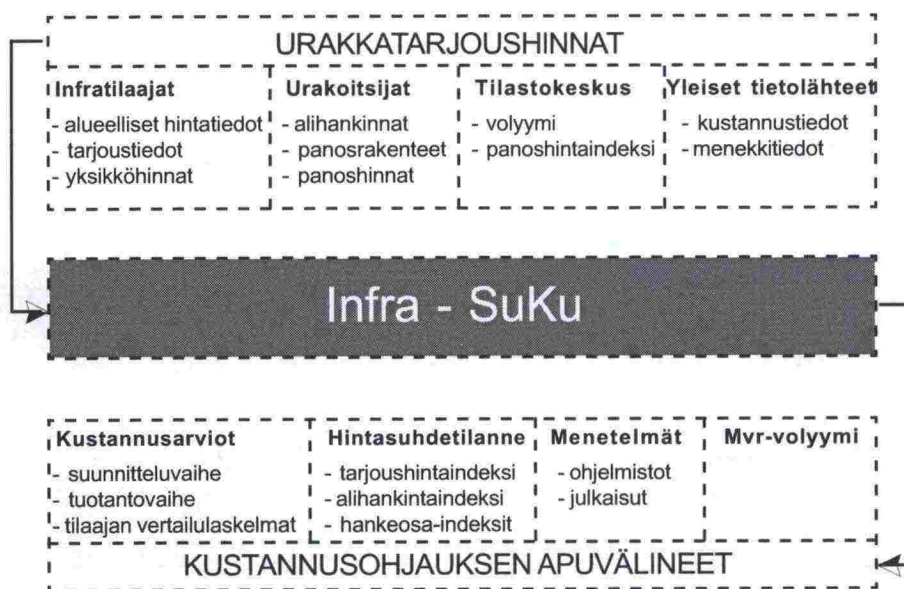 URAKKATARJOUSHINNAT
Infratilaajat
- alueelliset hintatiedot
- tarjoustiedot
- yksikköhinnat
Urakoitsijat
- alihankinnat
- panosrakenteet
- panoshinnat
Tilastokeskus
- volyymi
- panoshintaindeksi
Yleiset tietolähteet
- kustannustiedot
- menekkitiedot
Infra - SuKu
Kustannusarviot
- suunnitteluvaihe
- tuotantovaihe
- tilaajan vertailulaskelmat
Hintasuhdetilanne
- tarjoushintaindeksi
- alihankintaindeksi
- hankeosa-indeksit
Menetelmät
- ohjelmistot
- julkaisut
Mvr-volyymi
KUSTANNUSOHJAUKSEN APUVÄLINEET